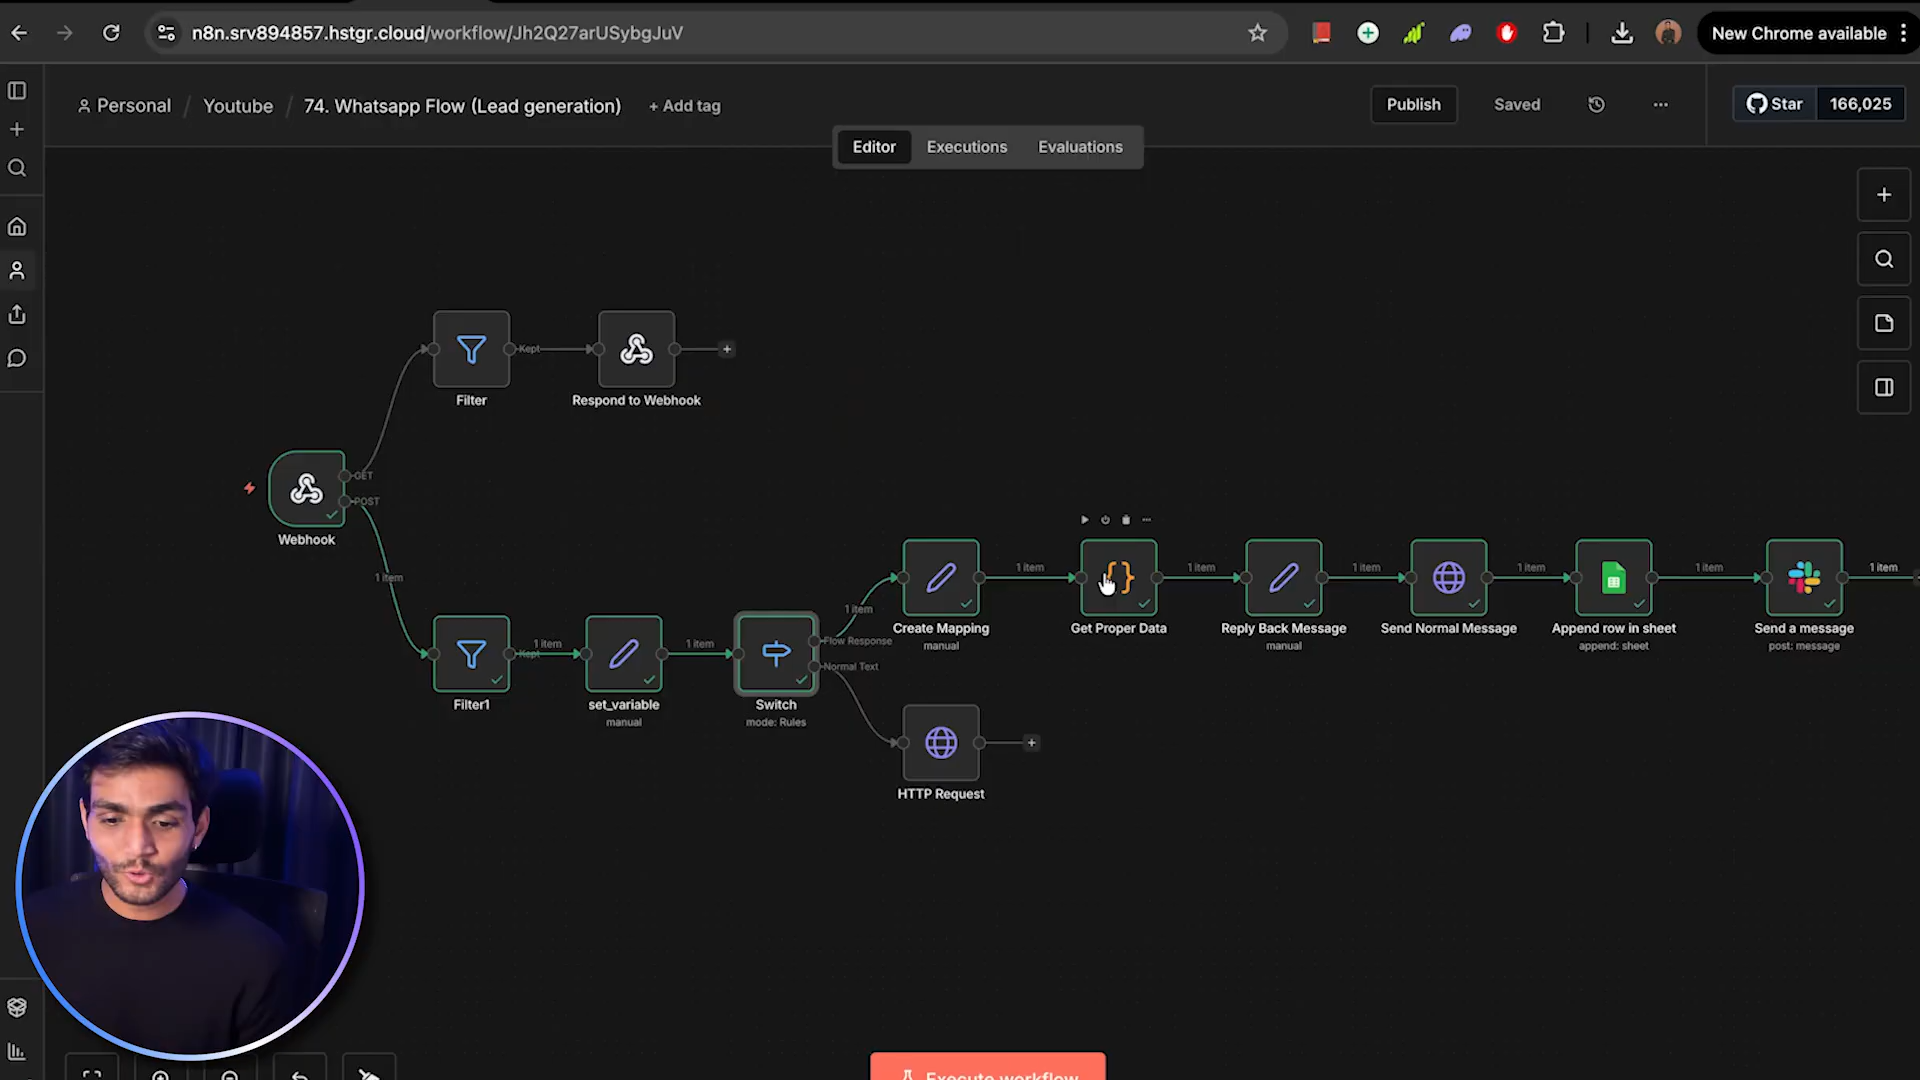 n8n.srv894857.hstgr.cloud/workflow/Jh2Q27arUSybgJuV
New Chrome available
Personal / Youtube / 74. Whatsapp Flow (Lead generation) + Add tag
Publish
Saved
Star 166,025
Editor Executions Evaluations
Kept
Filter
Respond to Webhook
GET
POST
Webhook
1 item
1 item
1 item
1 item
1 item
1 item
1 item
1 item
1 item
1 item
Create Mapping
manual
Get Proper Data
Reply Back Message
manual
Send Normal Message
Append row in sheet
append: sheet
Send a message
post: message
Flow Response
Normal Text
Kept
Filter1
set_variable
manual
Switch
mode: Rules
HTTP Request
Execute workflow